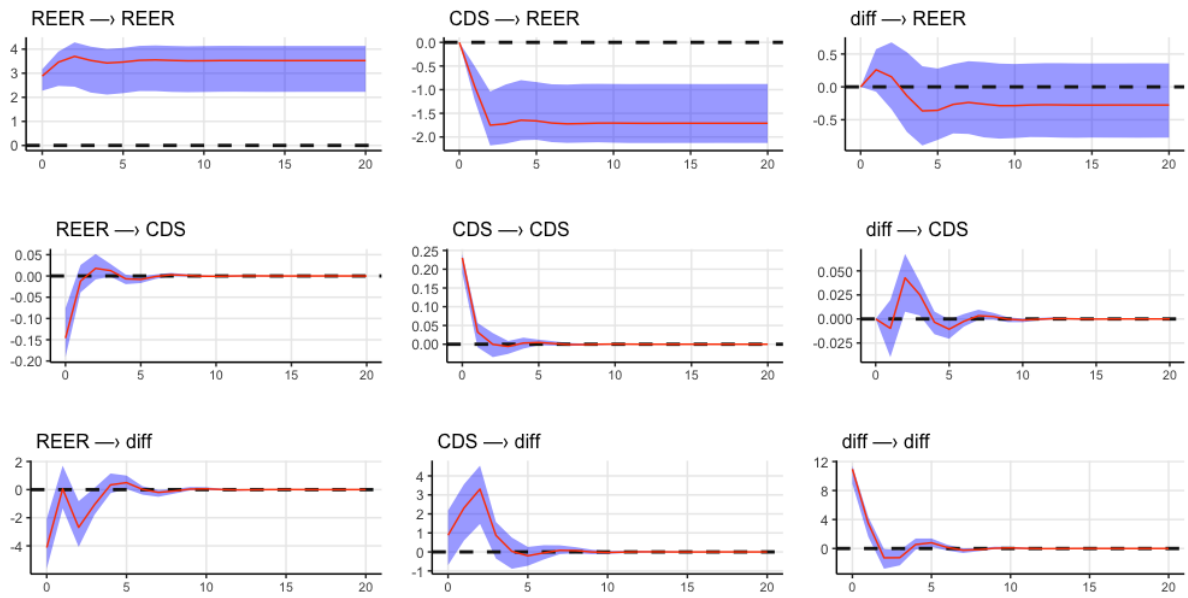 REER —› REER
CDS —› REER
diff —› REER
4
3
2
1
0
0 5 10 15 20
0.0
-0.5
-1.0
-1.5
-2.0
0 5 10 15 20
0.5
0.0
-0.5
0 5 10 15 20
REER —› CDS
CDS —› CDS
diff —› CDS
0.05
0.00
-0.05
-0.10
-0.15
-0.20
0 5 10 15 20
0.25
0.20
0.15
0.10
0.05
0.00
0 5 10 15 20
0.050
0.025
0.000
-0.025
0 5 10 15 20
REER —› diff
CDS —› diff
diff —› diff
2
0
-2
-4
0 5 10 15 20
4
3
2
1
0
-1
0 5 10 15 20
12
8
4
0
0 5 10 15 20